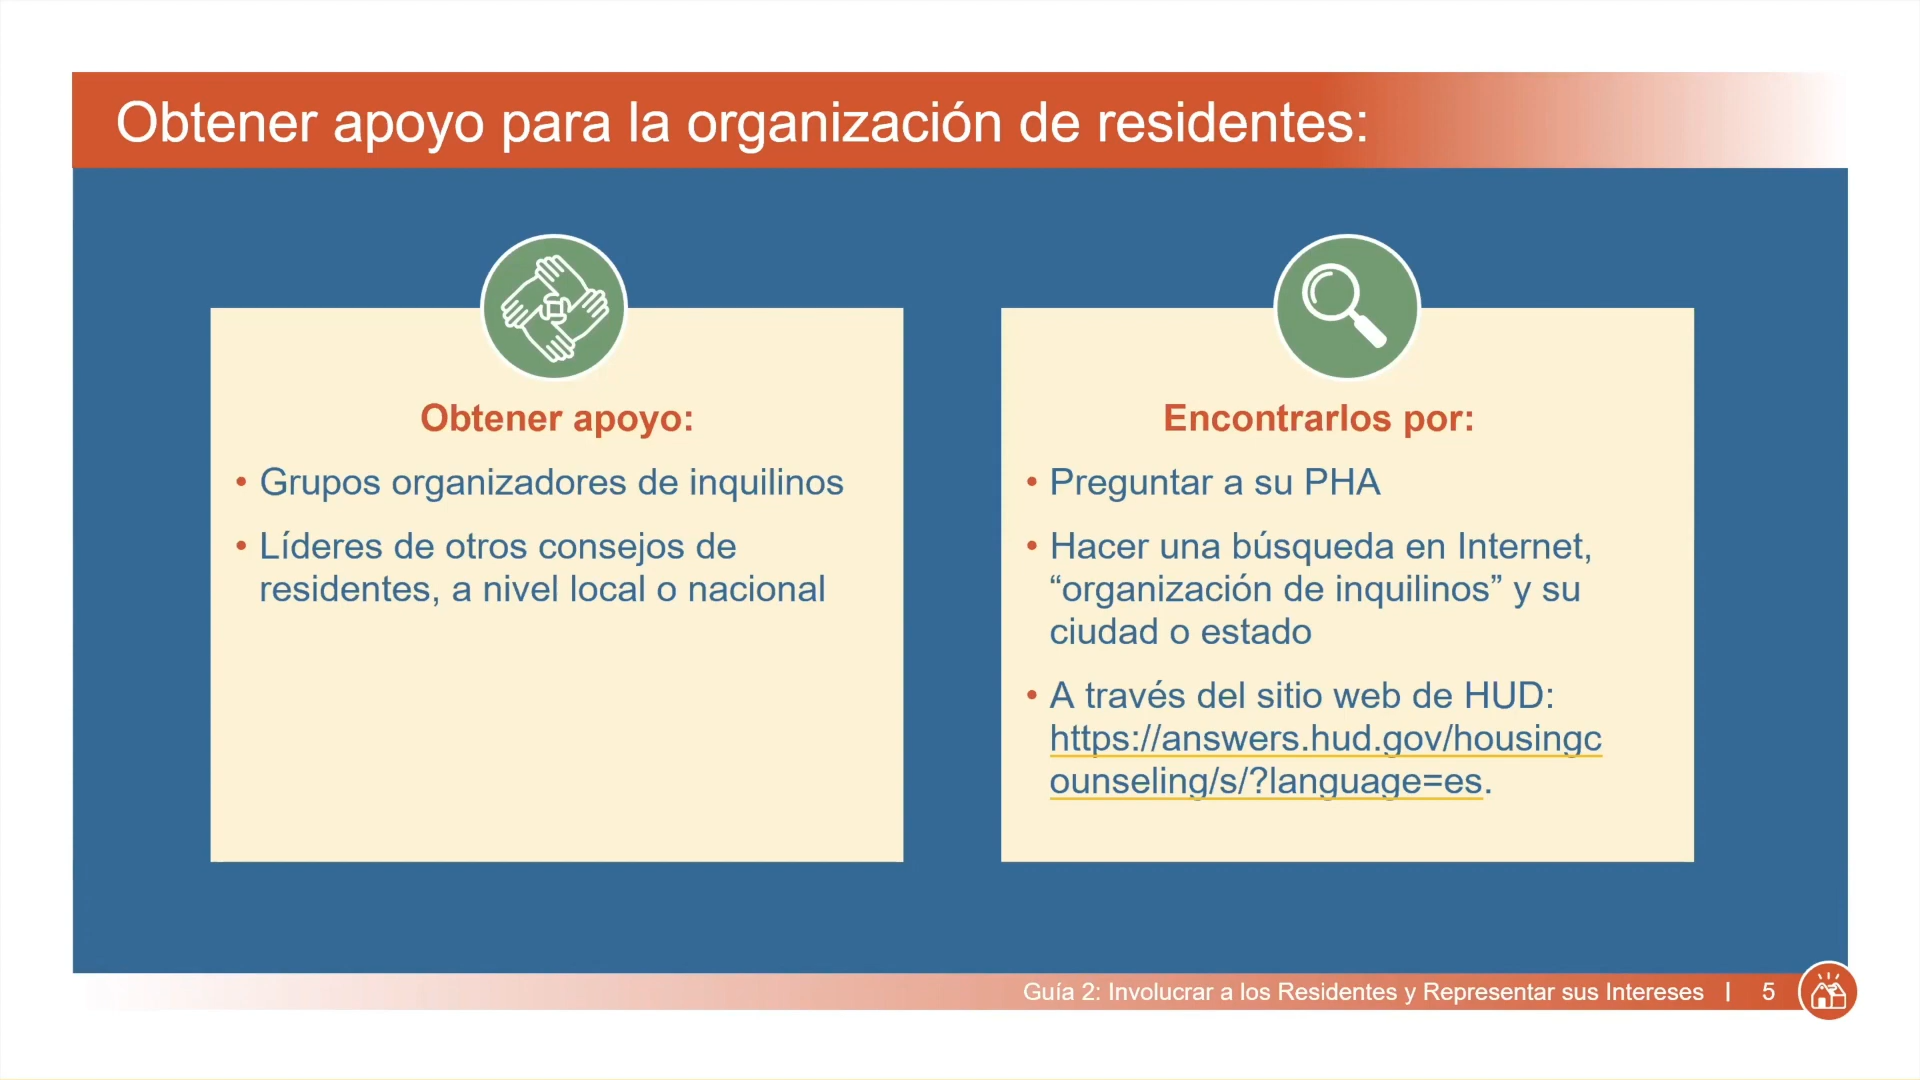 Obtener apoyo para la organización de residentes:
Obtener apoyo:
• Grupos organizadores de inquilinos
• Líderes de otros consejos de
residentes, a nivel local o nacional
Encontrarlos por:
• Preguntar a su PHA
• Hacer una búsqueda en Internet,
“organización de inquilinos” y su
ciudad o estado
• A través del sitio web de HUD:
https://answers.hud.gov/housingc
ounseling/s/?language=es.
Guía 2: Involucrar a los Residentes y Representar sus Intereses | 5